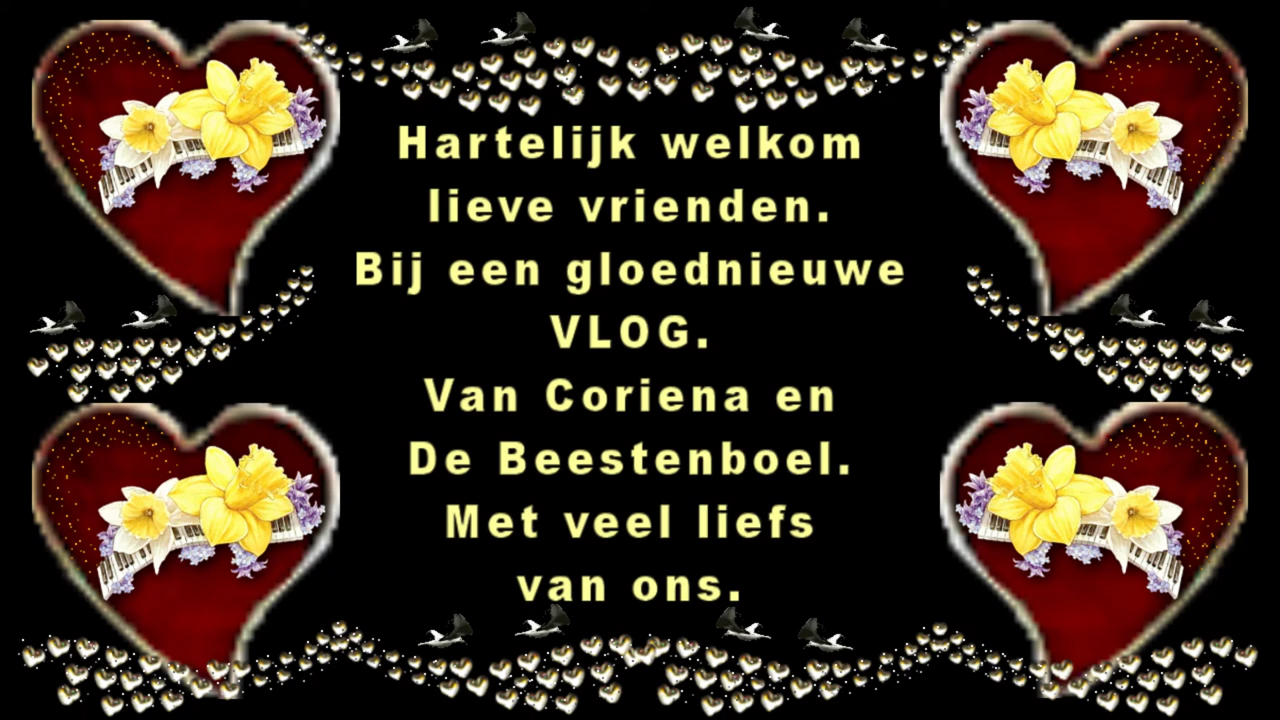 Hartelijk welkom
lieve vrienden.
Bij een gloednieuwe
VLOG.
Van Coriena en
De Beestenboel.
Met veel liefs
van ons.